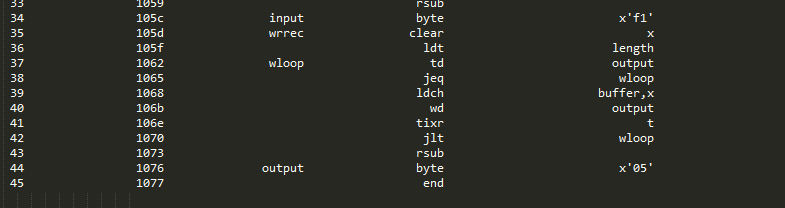 33 1059 rsub
34 105c input byte x'f1'
35 105d wrrec clear x
36 105f ldt length
37 1062 wloop td output
38 1065 jeq wloop
39 1068 ldch buffer,x
40 106b wd output
41 106e tixr t
42 1070 jlt wloop
43 1073 rsub
44 1076 output byte x'05'
45 1077 end